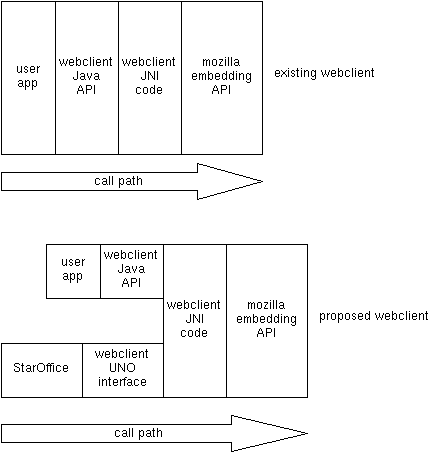 user
app
webclient
Java
API
webclient
JNI
code
mozilla
embedding
API
existing webclient
call path
user
app
webclient
Java
API
webclient
JNI
code
mozilla
embedding
API
proposed webclient
StarOffice
webclient
UNO
interface
call path